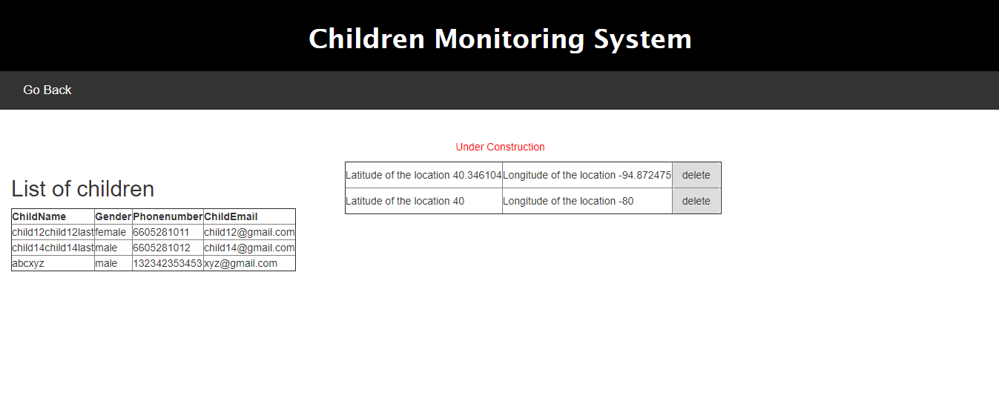 Children Monitoring System
Go Back
Under Construction
Latitude of the location 40.346104 Longitude of the location -94.872475 delete
Latitude of the location 40 Longitude of the location -80 delete
List of children
ChildName Gender Phonenumber ChildEmail
child12child12last female 6605281011 child12@gmail.com
child14child14last male 6605281012 child14@gmail.com
abcxyz male 132342353453 xyz@gmail.com